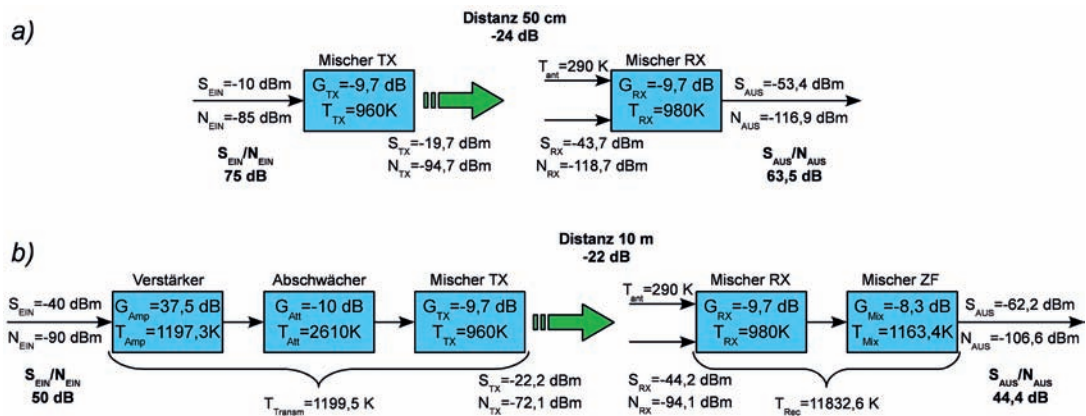 a)
Distanz 50 cm
-24 dB
Mischer TX
Mischer RX
S_EIN=-10 dBm
N_EIN=-85 dBm
G_TX=-9,7 dB
T_TX=960K
T_ant=290 K
G_RX=-9,7 dB
T_RX=980K
S_AUS=-53,4 dBm
N_AUS=-116,9 dBm
S_EIN/N_EIN
75 dB
S_TX=-19,7 dBm
N_TX=-94,7 dBm
S_RX=-43,7 dBm
N_RX=-118,7 dBm
S_AUS/N_AUS
63,5 dB
b)
Distanz 10 m
-22 dB
Verstärker
Abschwächer
Mischer TX
Mischer RX
Mischer ZF
S_EIN=-40 dBm
N_EIN=-90 dBm
G_Amp=37,5 dB
T_Amp=1197,3K
G_Att=-10 dB
T_Att=2610K
G_TX=-9,7 dB
T_TX=960K
T_ant=290 K
G_RX=-9,7 dB
T_RX=980K
G_Mix=-8,3 dB
T_Mix=1163,4K
S_AUS=-62,2 dBm
N_AUS=-106,6 dBm
S_EIN/N_EIN
50 dB
T_Transm=1199,5 K
S_TX=-22,2 dBm
N_TX=-72,1 dBm
S_RX=-44,2 dBm
N_RX=-94,1 dBm
T_Rec=11832,6 K
S_AUS/N_AUS
44,4 dB